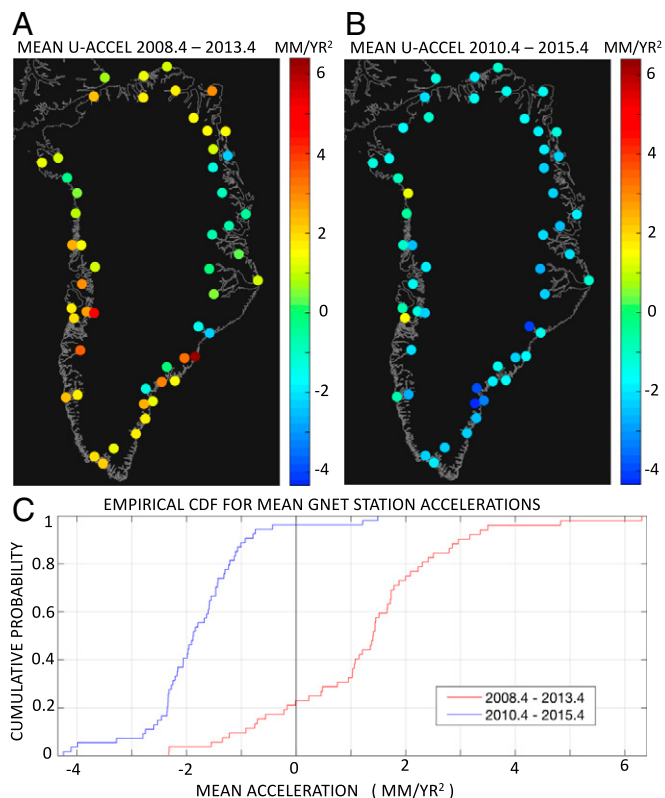 A
B
MEAN U-ACCEL 2008.4 – 2013.4 MM/YR²
MEAN U-ACCEL 2010.4 – 2015.4 MM/YR²
6
4
2
0
-2
-4
6
4
2
0
-2
-4
C
EMPIRICAL CDF FOR MEAN GNET STATION ACCELERATIONS
CUMULATIVE PROBABILITY
1
0.8
0.6
0.4
0.2
0
2008.4 - 2013.4
2010.4 - 2015.4
-4 -2 0 2 4 6
MEAN ACCELERATION ( MM/YR² )